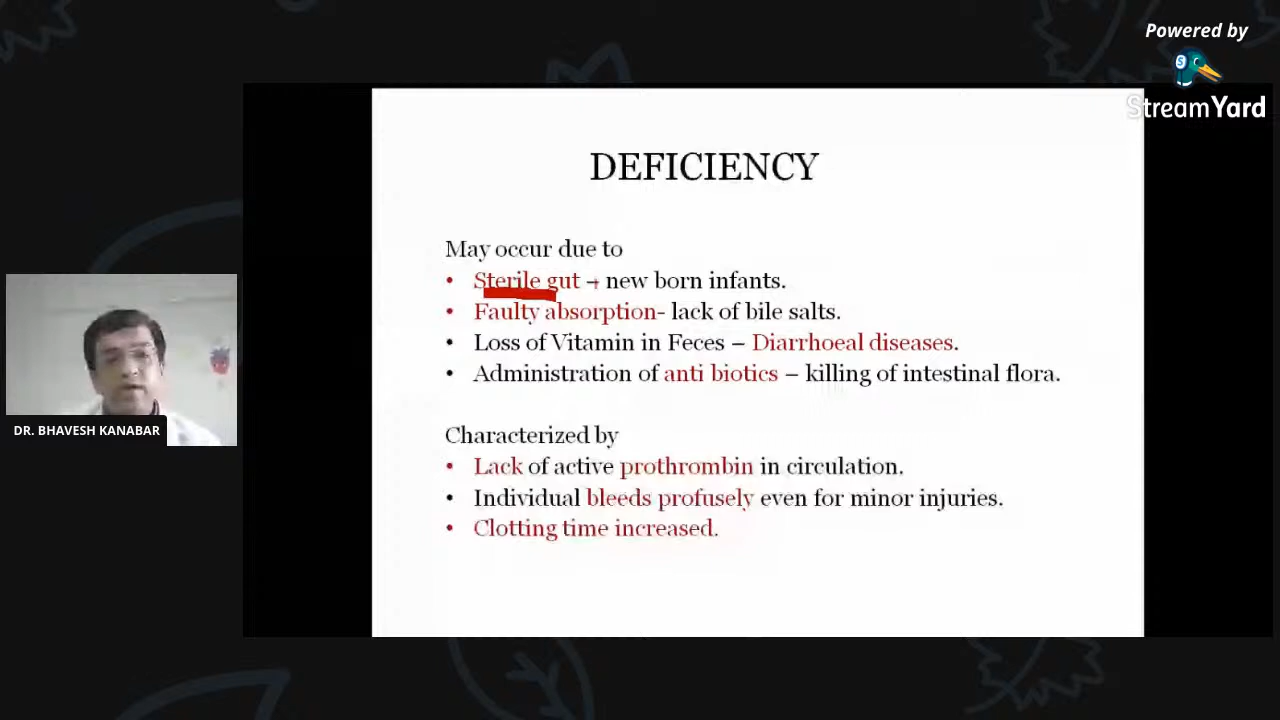 Powered by
StreamYard
DEFICIENCY
May occur due to
• Sterile gut – new born infants.
• Faulty absorption- lack of bile salts.
• Loss of Vitamin in Feces – Diarrhoeal diseases.
• Administration of anti biotics – killing of intestinal flora.
Characterized by
• Lack of active prothrombin in circulation.
• Individual bleeds profusely even for minor injuries.
• Clotting time increased.
DR. BHAVESH KANABAR